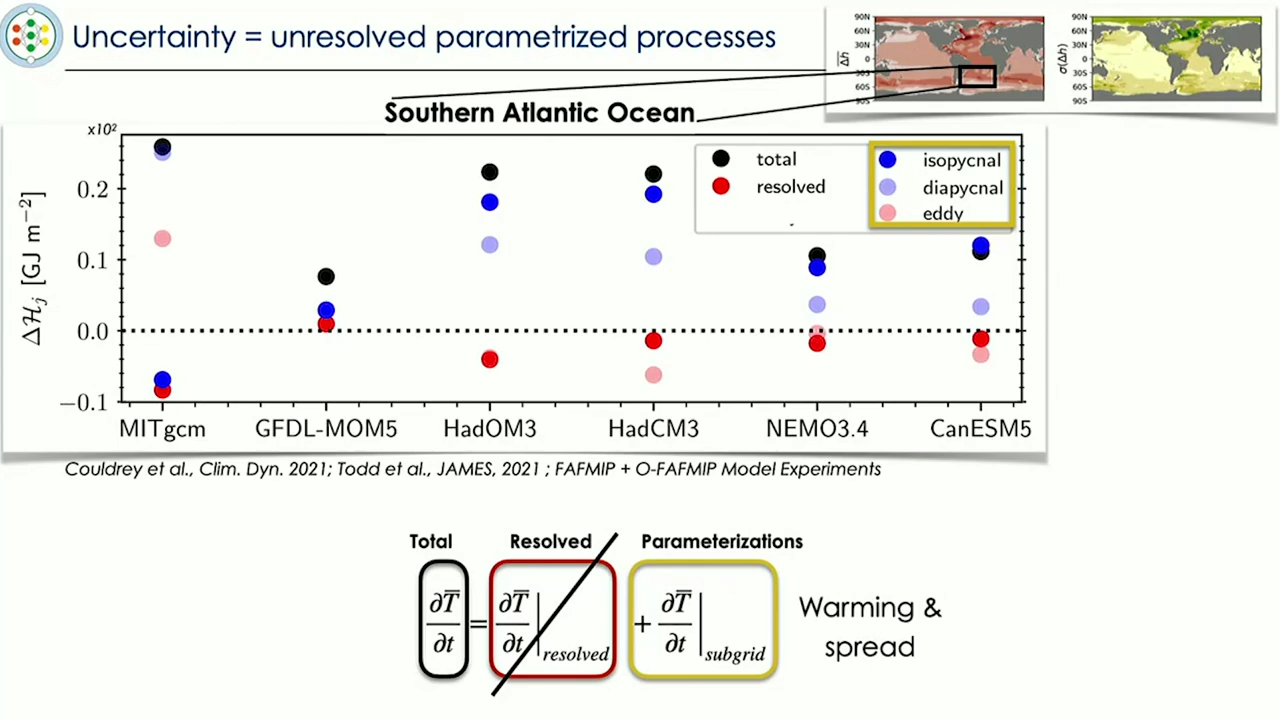 Uncertainty = unresolved parametrized processes
90N
60N
30N
0
30S
60S
90S
Δh
90N
60N
30N
0
30S
60S
90S
σ(Δh)
Southern Atlantic Ocean
x10²
total
resolved
isopycnal
diapycnal
eddy
0.2
0.1
0.0
−0.1
Δℋⱼ [GJ m⁻²]
MITgcm GFDL-MOM5 HadOM3 HadCM3 NEMO3.4 CanESM5
Couldrey et al., Clim. Dyn. 2021; Todd et al., JAMES, 2021 ; FAFMIP + O-FAFMIP Model Experiments
Total Resolved Parameterizations
∂T̅/∂t = ∂T̅/∂t|resolved + ∂T̅/∂t|subgrid
Warming &
spread